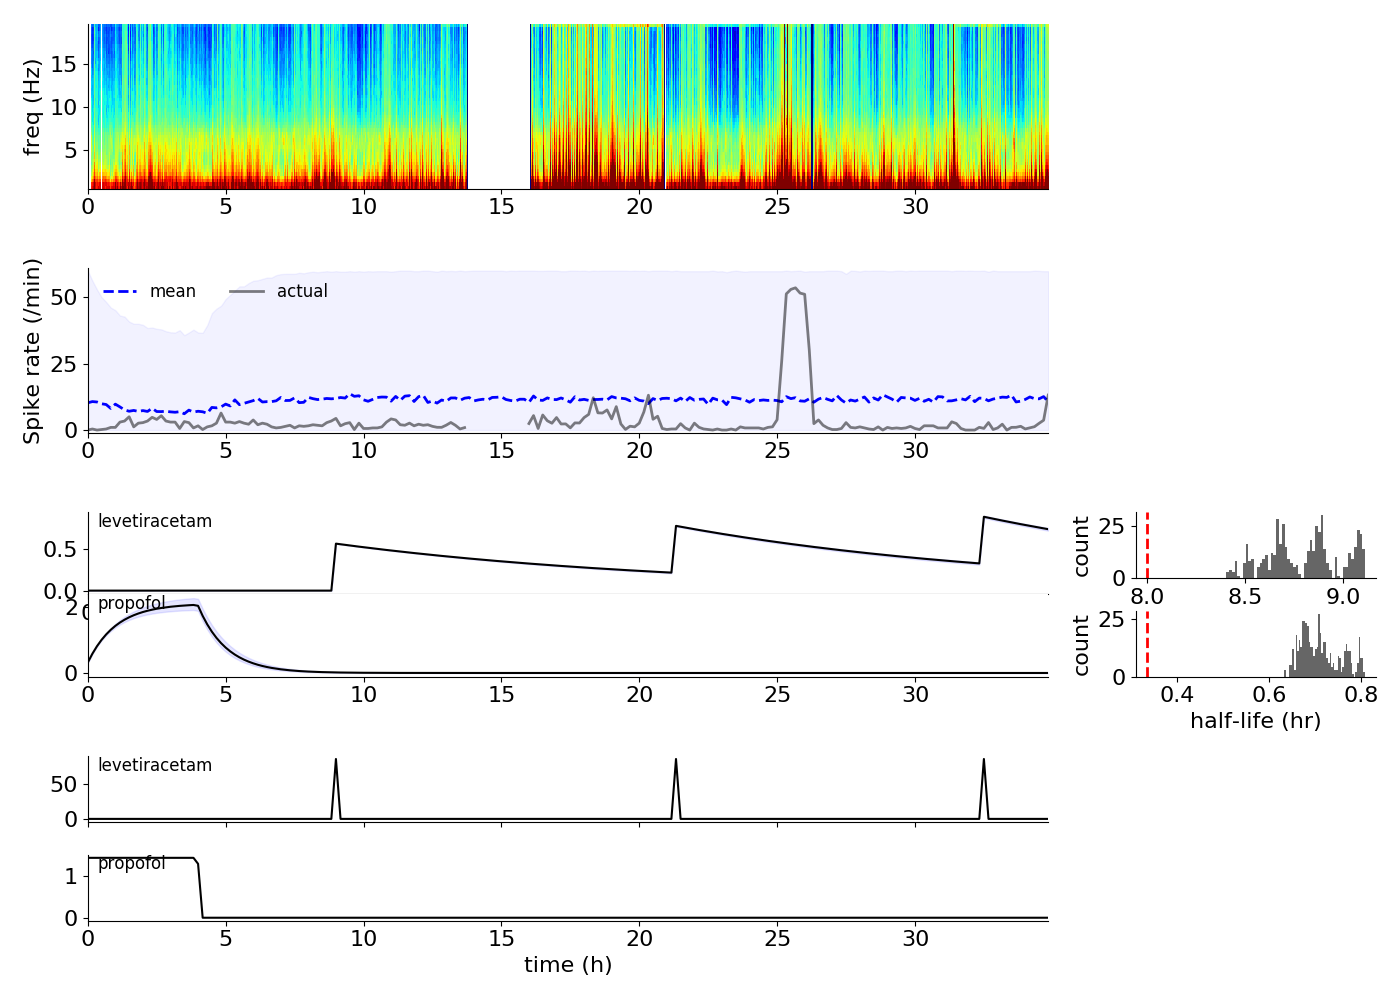 freq (Hz)
15
10
5
0 5 10 15 20 25 30
Spike rate (/min)
50
25
0
mean actual
0 5 10 15 20 25 30
levetiracetam
0.5
0.0
0
propofol
2
0
0 5 10 15 20 25 30
count
25
0
8.0 8.5 9.0
count
25
0
0.4 0.6 0.8
half-life (hr)
levetiracetam
50
0
propofol
1
0
0 5 10 15 20 25 30
time (h)